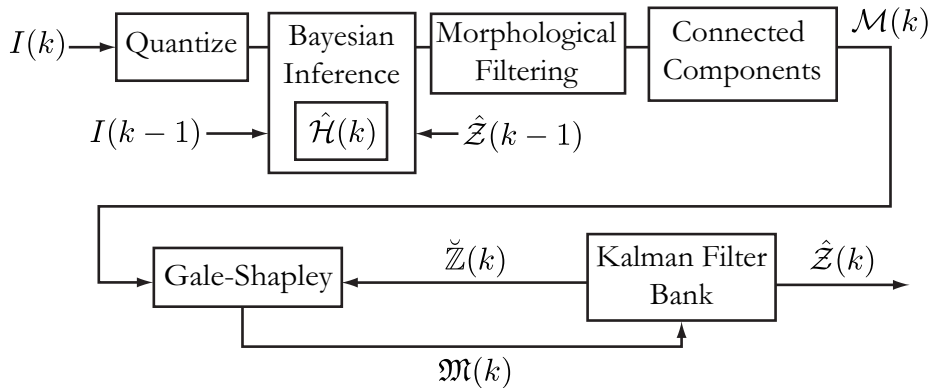 I(k)
Quantize
Bayesian
Inference
Ĥ(k)
Morphological
Filtering
Connected
Components
ℳ(k)
I(k − 1)
𝒵̂(k − 1)
Gale-Shapley
ℤ̆(k)
Kalman Filter
Bank
𝒵̂(k)
𝔐(k)